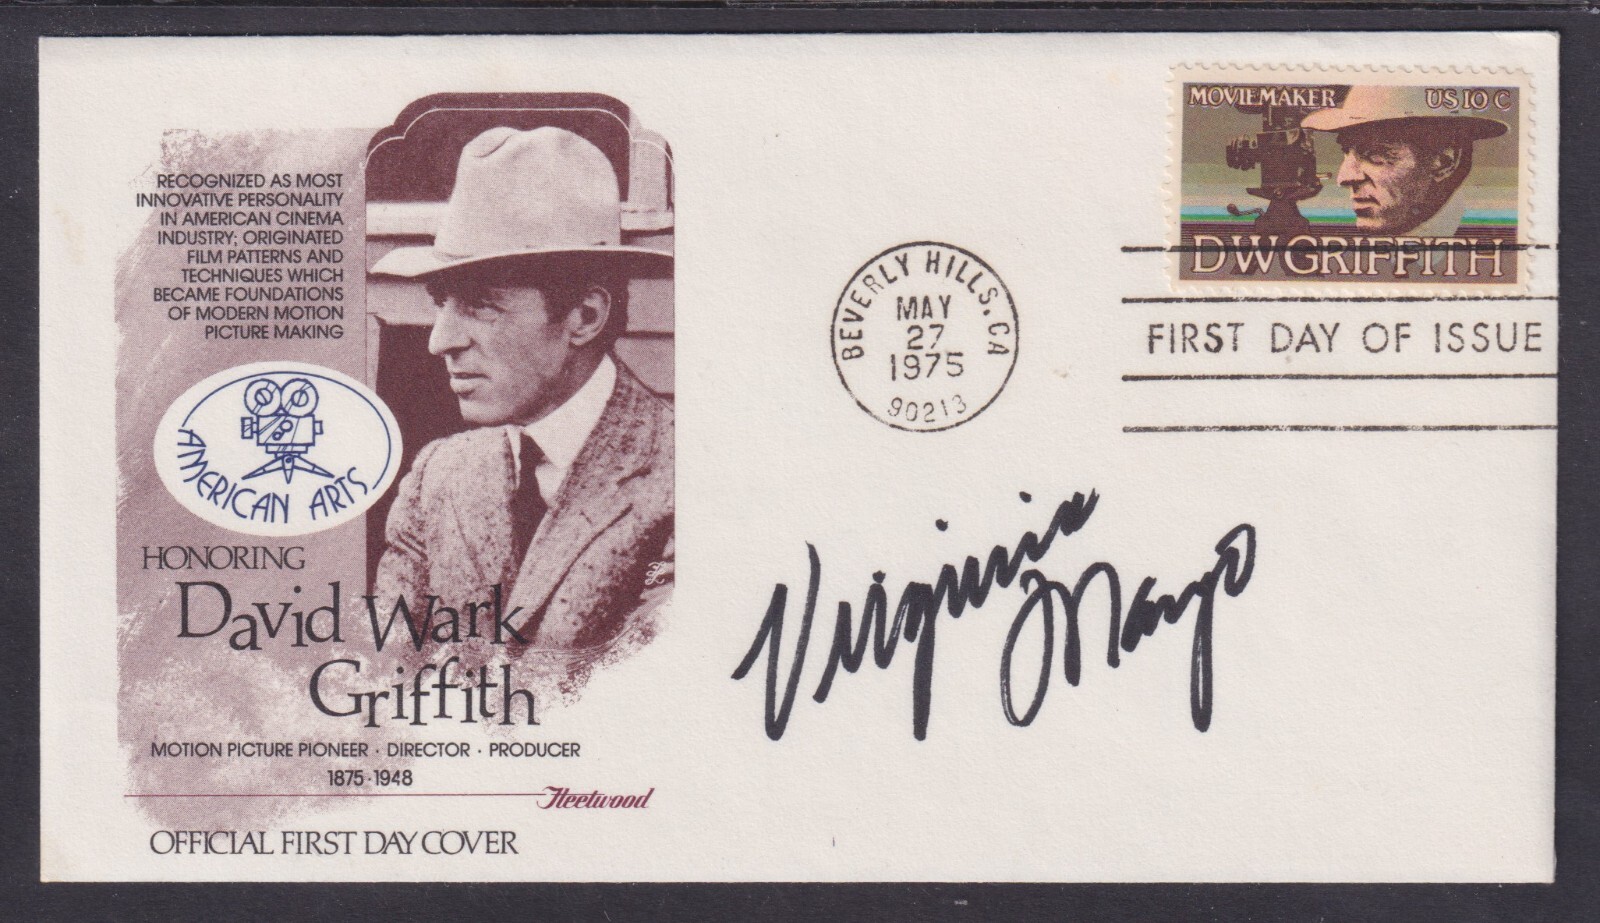 RECOGNIZED AS MOST
INNOVATIVE PERSONALITY
IN AMERICAN CINEMA
INDUSTRY; ORIGINATED
FILM PATTERNS AND
TECHNIQUES WHICH
BECAME FOUNDATIONS
OF MODERN MOTION
PICTURE MAKING
AMERICAN ARTS
HONORING
David Wark
Griffith
MOTION PICTURE PIONEER · DIRECTOR · PRODUCER
1875 · 1948
Fleetwood
OFFICIAL FIRST DAY COVER
MOVIEMAKER US 10 C
D W GRIFFITH
BEVERLY HILLS, CA
MAY
27
1975
90213
FIRST DAY OF ISSUE
Virginia Mayo